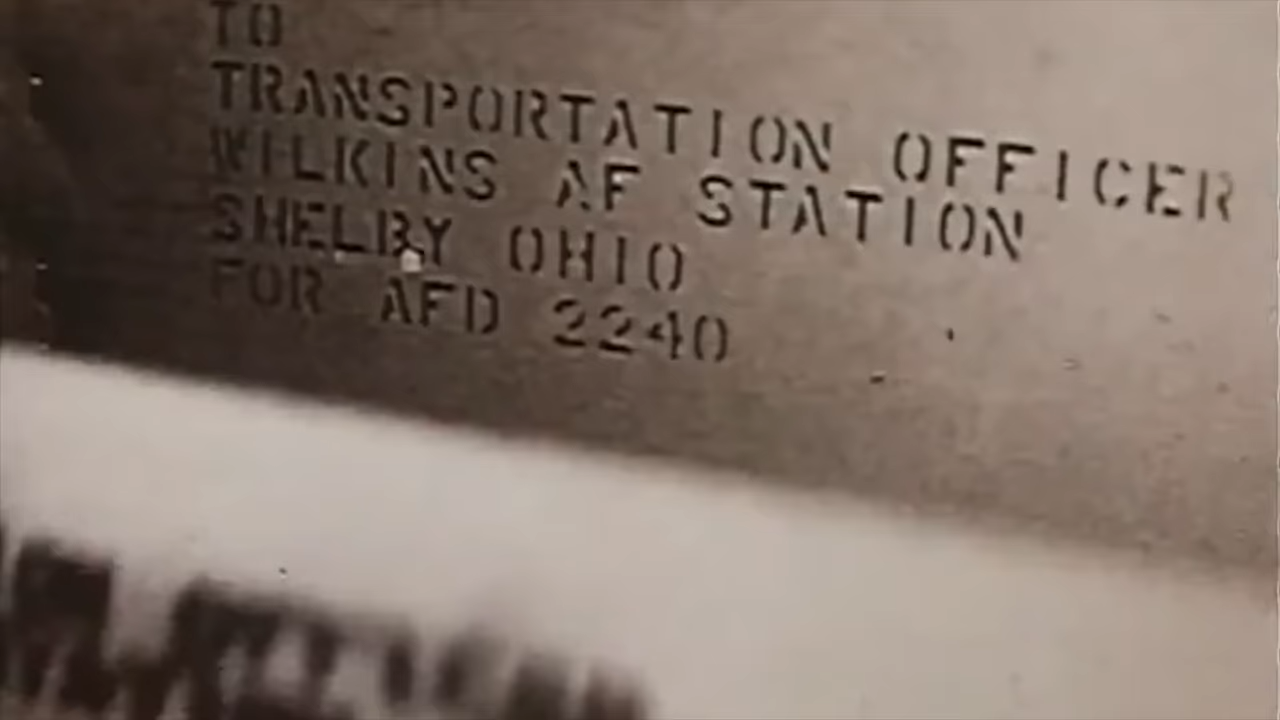 TO
TRANSPORTATION OFFICER
WILKINS AF STATION
SHELBY OHIO
FOR AFD 2240